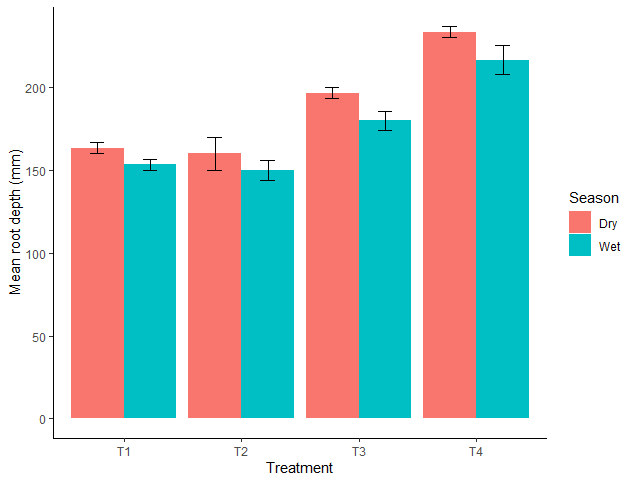 Mean root depth (mm)
200
150
100
50
0
T1 T2 T3 T4
Treatment
Season
Dry
Wet